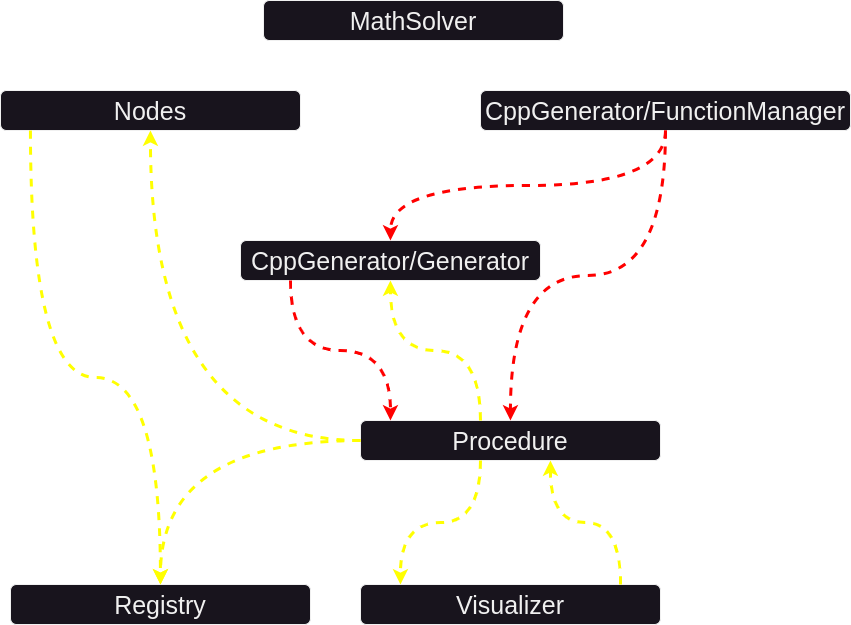 MathSolver
Nodes
CppGenerator/FunctionManager
CppGenerator/Generator
Procedure
Registry
Visualizer